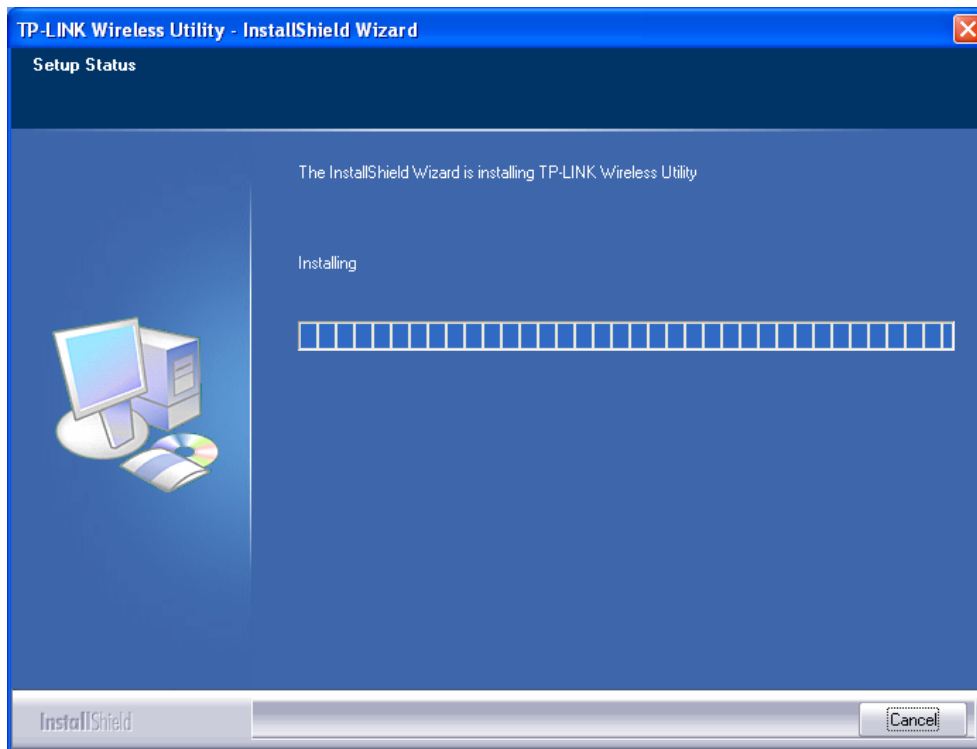 TP-LINK Wireless Utility - InstallShield Wizard
Setup Status
The InstallShield Wizard is installing TP-LINK Wireless Utility
Installing
InstallShield
Cancel